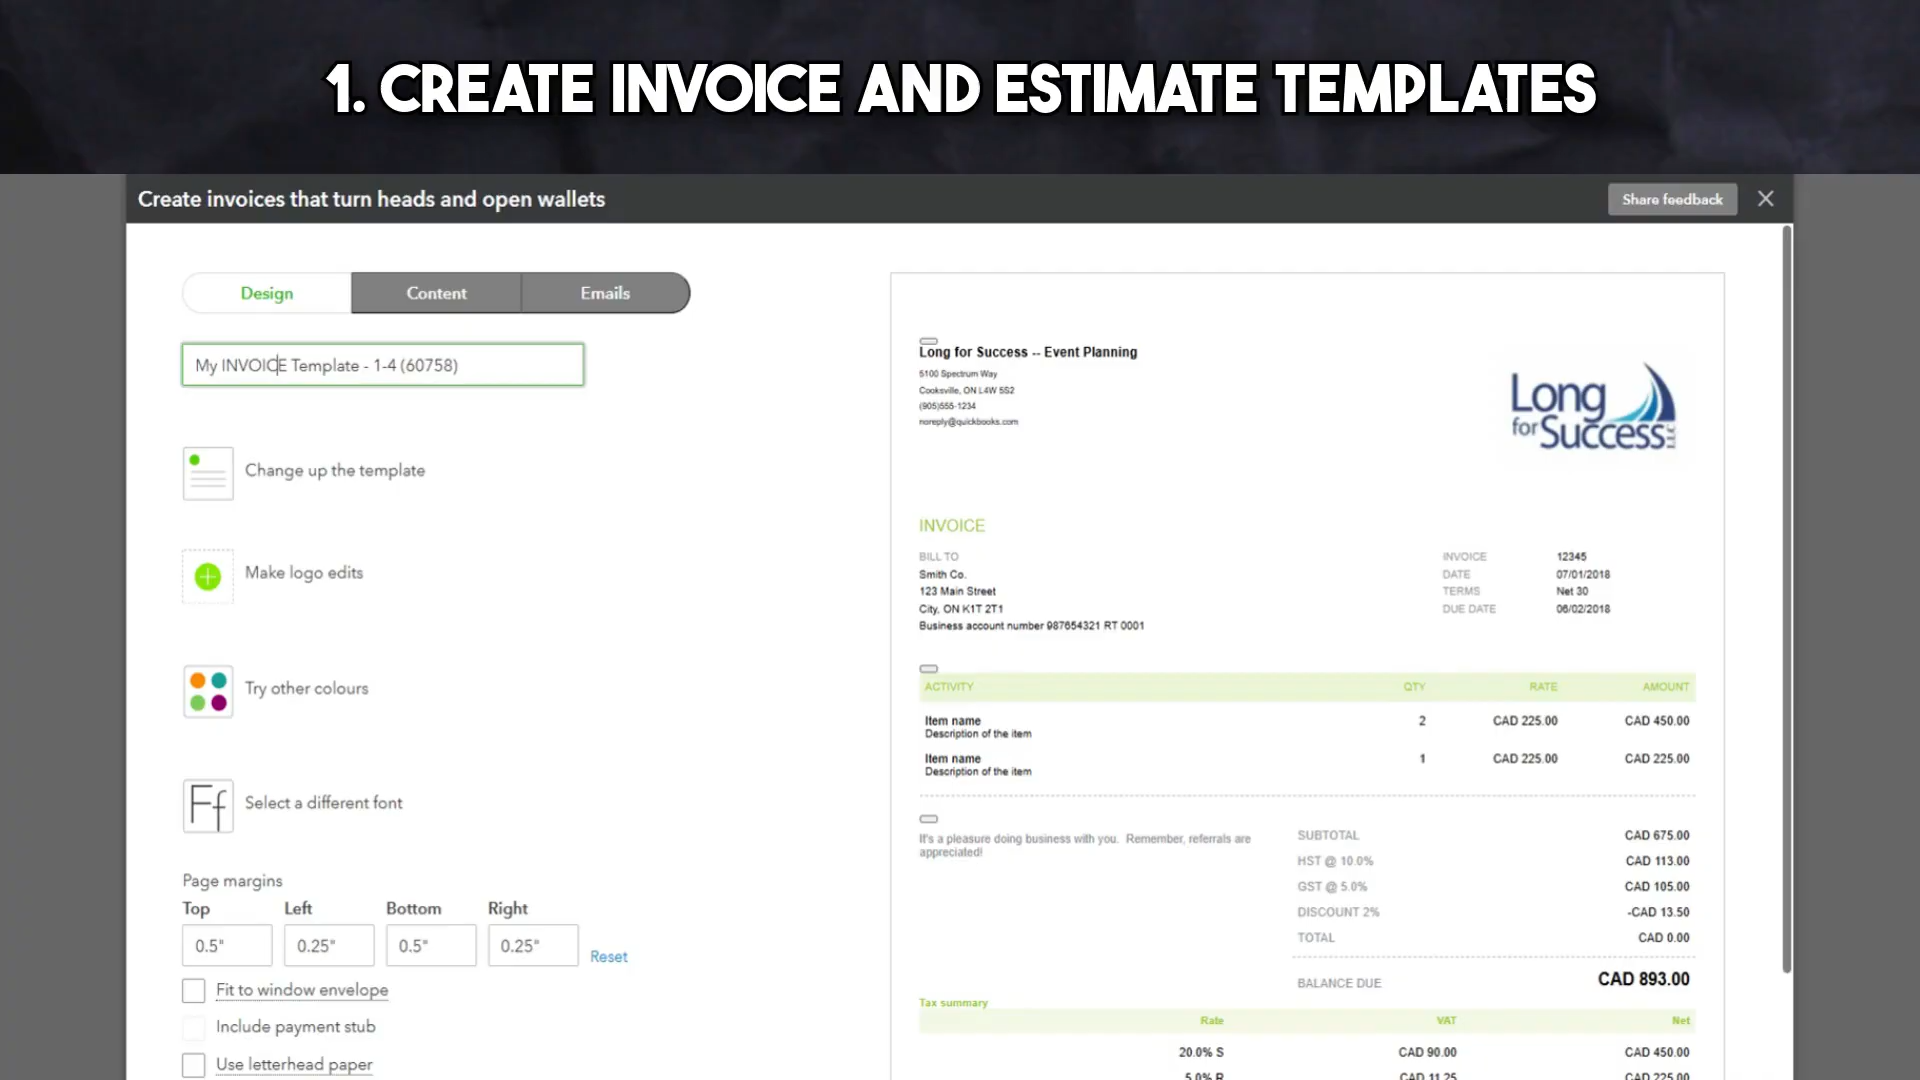 1. CREATE INVOICE AND ESTIMATE TEMPLATES
Create invoices that turn heads and open wallets
Share feedback
Design
Content
Emails
My INVOICE Template - 1-4 (60758)
Change up the template
Make logo edits
Try other colours
Ff
Select a different font
Page margins
Top
Left
Bottom
Right
0.5"
0.25"
0.5"
0.25"
Reset
Fit to window envelope
Include payment stub
Use letterhead paper
Long for Success -- Event Planning
5100 Spectrum Way
Cooksville, ON L4W 5S2
(905)555-1234
noreply@quickbooks.com
Long
for Success LLC
INVOICE
BILL TO
Smith Co.
123 Main Street
City, ON K1T 2T1
Business account number 987654321 RT 0001
INVOICE 12345
DATE 07/01/2018
TERMS Net 30
DUE DATE 06/02/2018
ACTIVITY QTY RATE AMOUNT
Item name 2 CAD 225.00 CAD 450.00
Description of the item
Item name 1 CAD 225.00 CAD 225.00
Description of the item
It's a pleasure doing business with you. Remember, referrals are
appreciated!
SUBTOTAL CAD 675.00
HST @ 10.0% CAD 113.00
GST @ 5.0% CAD 105.00
DISCOUNT 2% -CAD 13.50
TOTAL CAD 0.00
BALANCE DUE CAD 893.00
Tax summary
Rate VAT Net
20.0% S CAD 90.00 CAD 450.00
5.0% R CAD 11.25 CAD 225.00